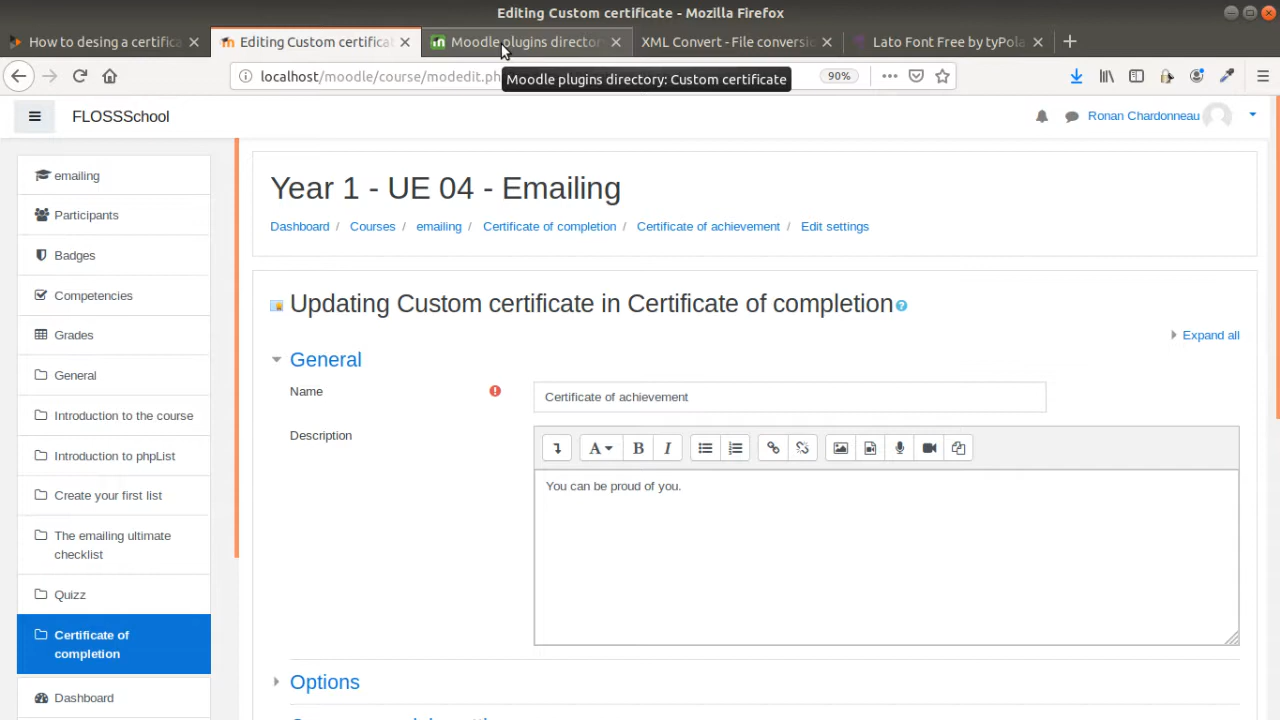 Editing Custom certificate - Mozilla Firefox
How to desing a certifica
Editing Custom certifica
Moodle plugins director
XML Convert - File conversio
Lato Font Free by tyPola
localhost/moodle/course/modedit.ph
Moodle plugins directory: Custom certificate
90%
FLOSSSchool
Ronan Chardonneau
emailing
Participants
Badges
Competencies
Grades
General
Introduction to the course
Introduction to phpList
Create your first list
The emailing ultimate
checklist
Quizz
Certificate of
completion
Dashboard
Year 1 - UE 04 - Emailing
Dashboard / Courses / emailing / Certificate of completion / Certificate of achievement / Edit settings
Updating Custom certificate in Certificate of completion
Expand all
General
Name
Certificate of achievement
Description
You can be proud of you.
Options